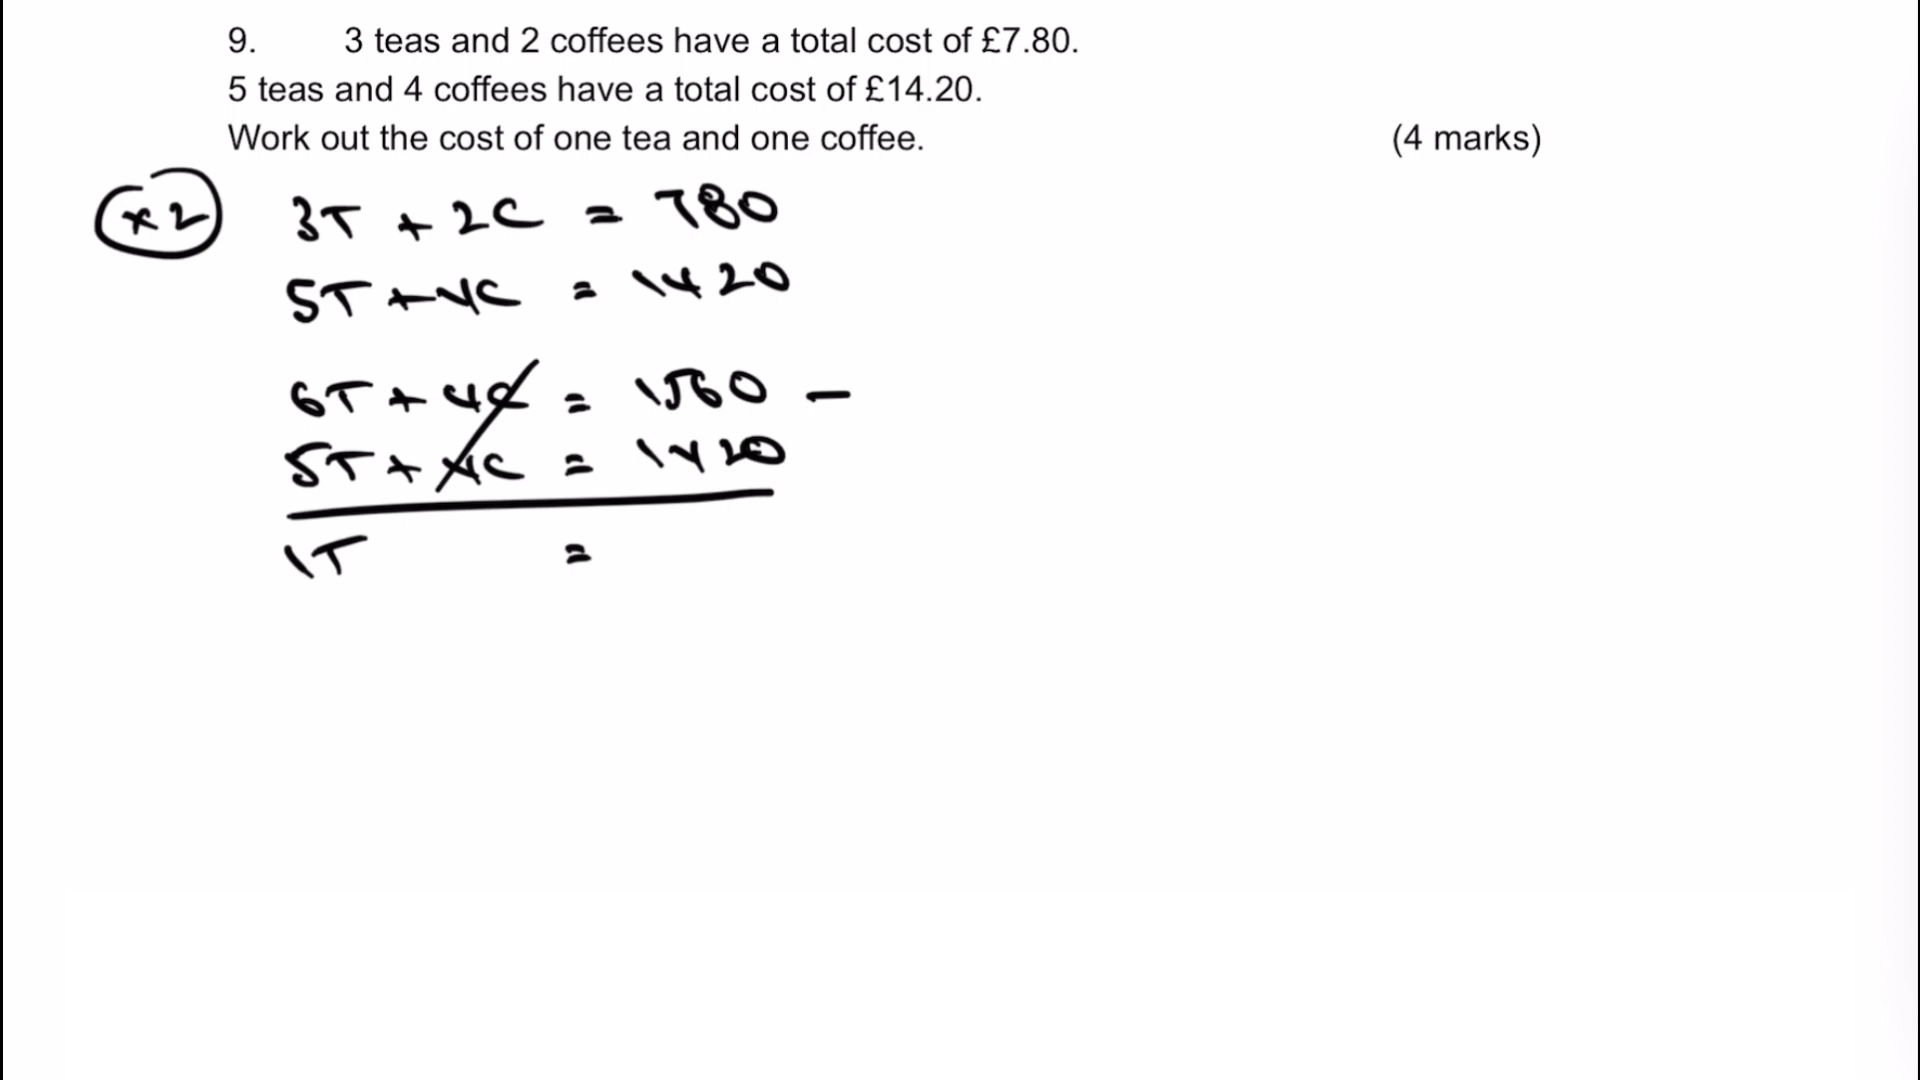 9. 3 teas and 2 coffees have a total cost of £7.80.
5 teas and 4 coffees have a total cost of £14.20.
Work out the cost of one tea and one coffee. (4 marks)
×2 3T + 2C = 780
5T + 4C = 1420
6T + 4C = 1560 −
5T + 4C = 1420
1T =